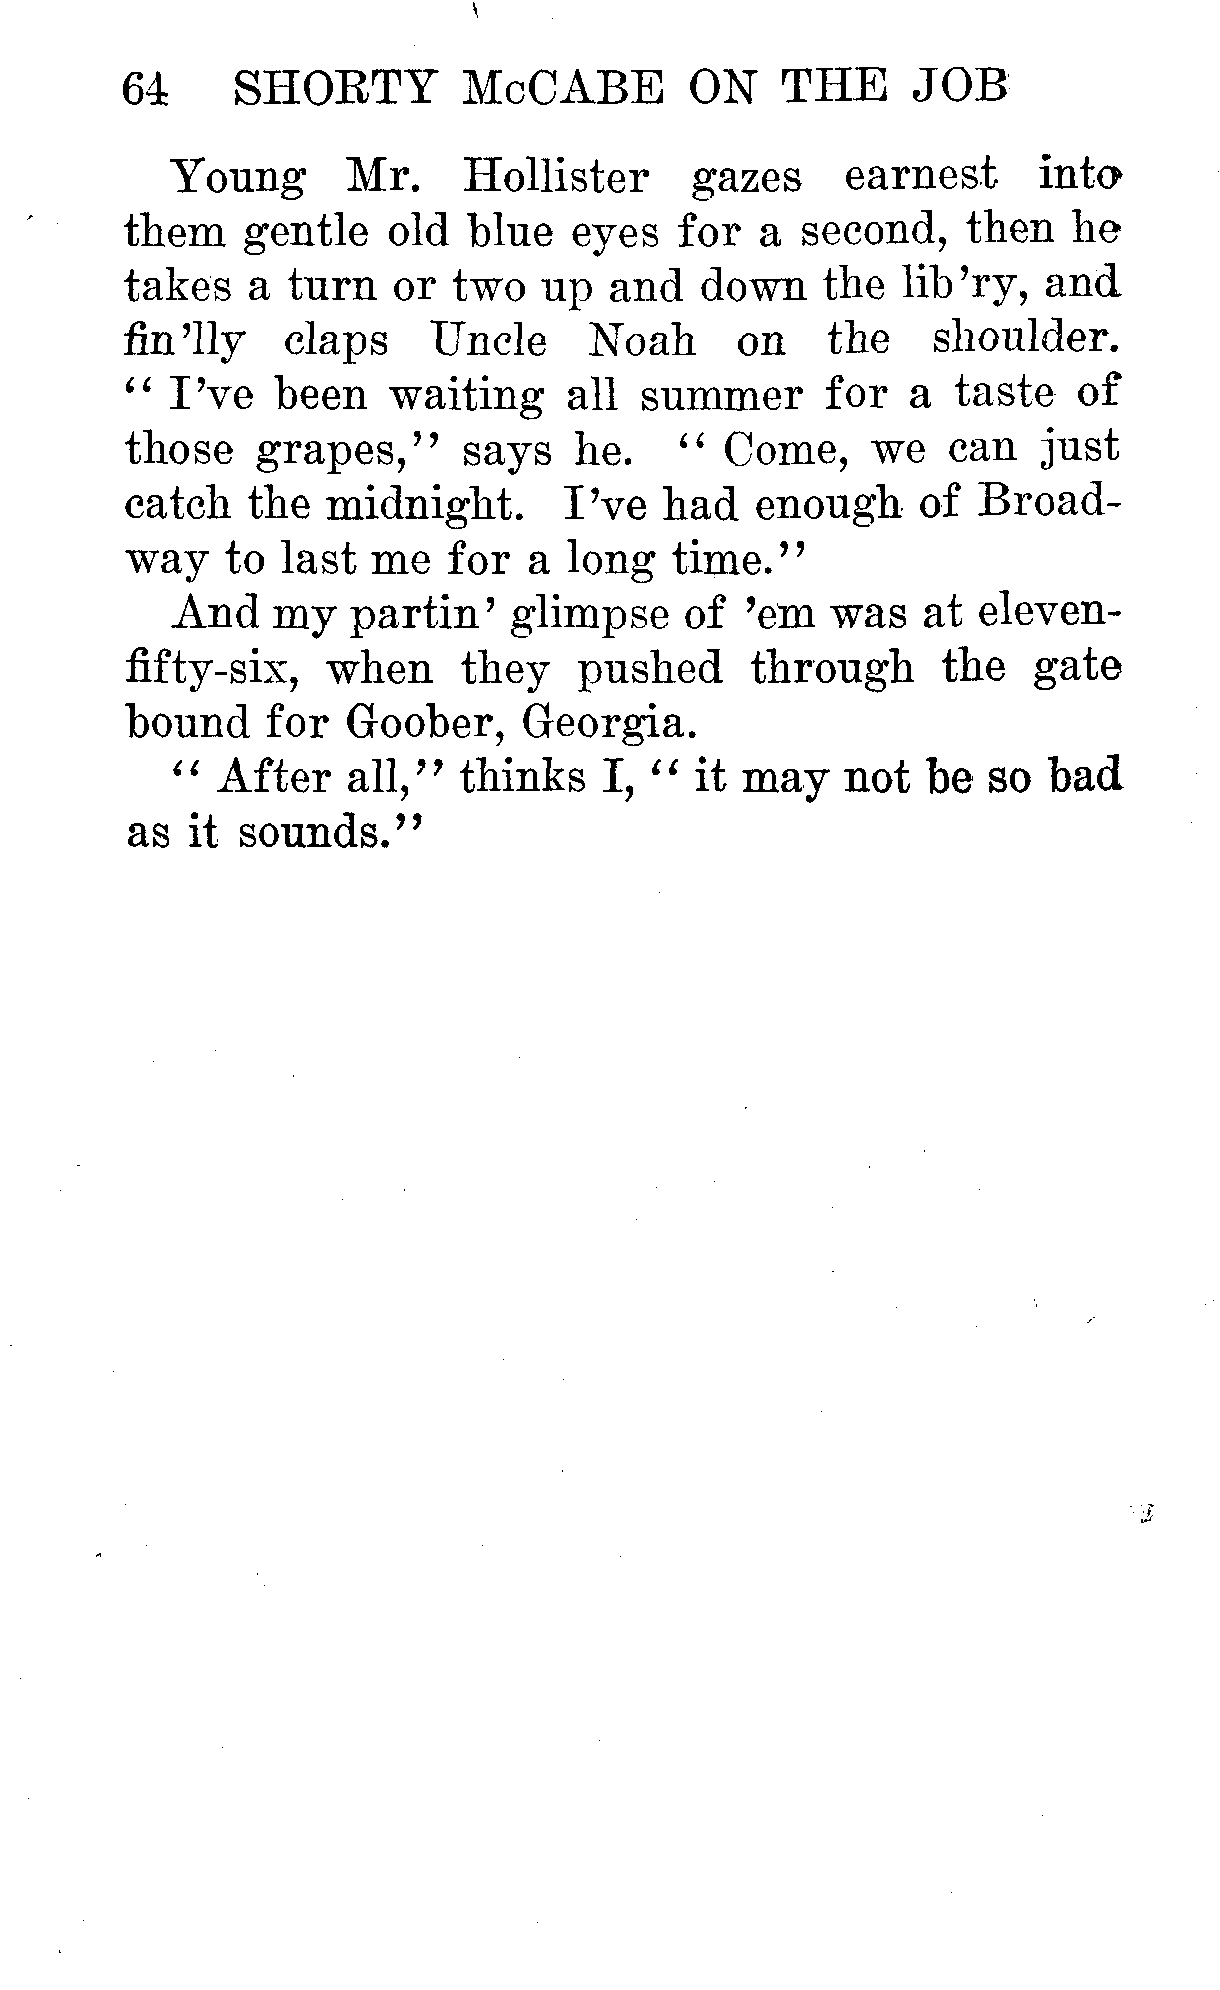 64 SHORTY McCABE ON THE JOB
Young Mr. Hollister gazes earnest into
them gentle old blue eyes for a second, then he
takes a turn or two up and down the lib'ry, and
fin'lly claps Uncle Noah on the shoulder.
“ I've been waiting all summer for a taste of
those grapes,” says he. “ Come, we can just
catch the midnight. I've had enough of Broad-
way to last me for a long time.”
And my partin' glimpse of 'em was at eleven-
fifty-six, when they pushed through the gate
bound for Goober, Georgia.
“ After all,” thinks I, “ it may not be so bad
as it sounds.”